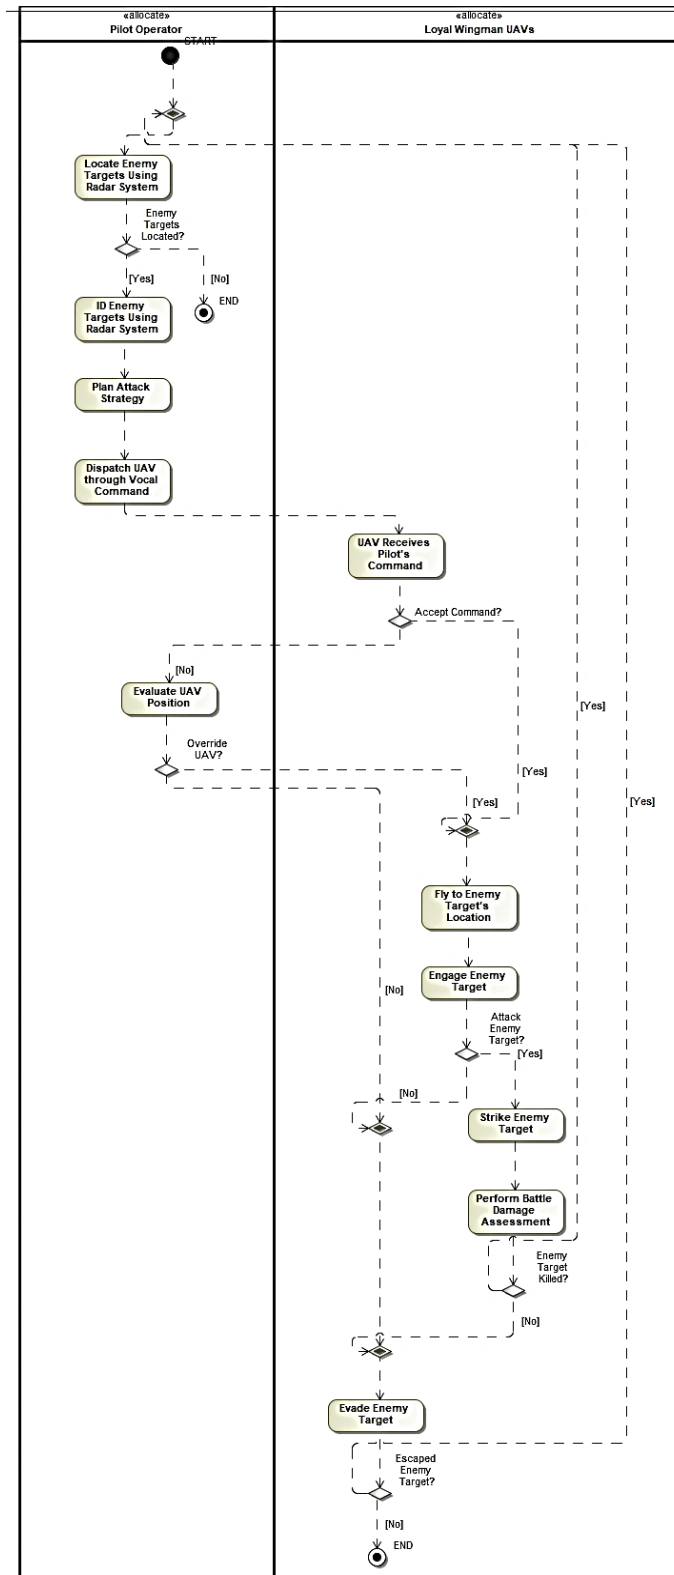 «allocate»
Pilot Operator
«allocate»
Loyal Wingman UAVs
START
Locate Enemy
Targets Using
Radar System
Enemy
Targets
Located?
[Yes]
[No]
END
ID Enemy
Targets Using
Radar System
Plan Attack
Strategy
Dispatch UAV
through Vocal
Command
UAV Receives
Pilot's
Command
Accept Command?
[No]
Evaluate UAV
Position
[Yes]
Override
UAV?
[Yes]
[Yes]
[Yes]
Fly to Enemy
Target's
Location
Engage Enemy
Target
[No]
Attack
Enemy
Target?
[Yes]
[No]
Strike Enemy
Target
Perform Battle
Damage
Assessment
Enemy
Target
Killed?
[No]
Evade Enemy
Target
Escaped
Enemy
Target?
[No]
END